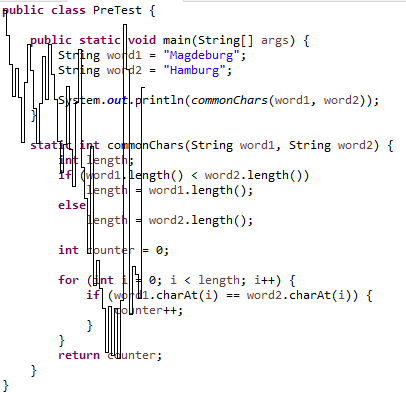 public class PreTest {
public static void main(String[] args) {
String word1 = "Magdeburg";
String word2 = "Hamburg";
System.out.println(commonChars(word1, word2));
}
static int commonChars(String word1, String word2) {
int length;
if (word1.length() < word2.length())
length = word1.length();
else
length = word2.length();
int counter = 0;
for (int i = 0; i < length; i++) {
if (word1.charAt(i) == word2.charAt(i)) {
counter++;
}
}
return counter;
}
}